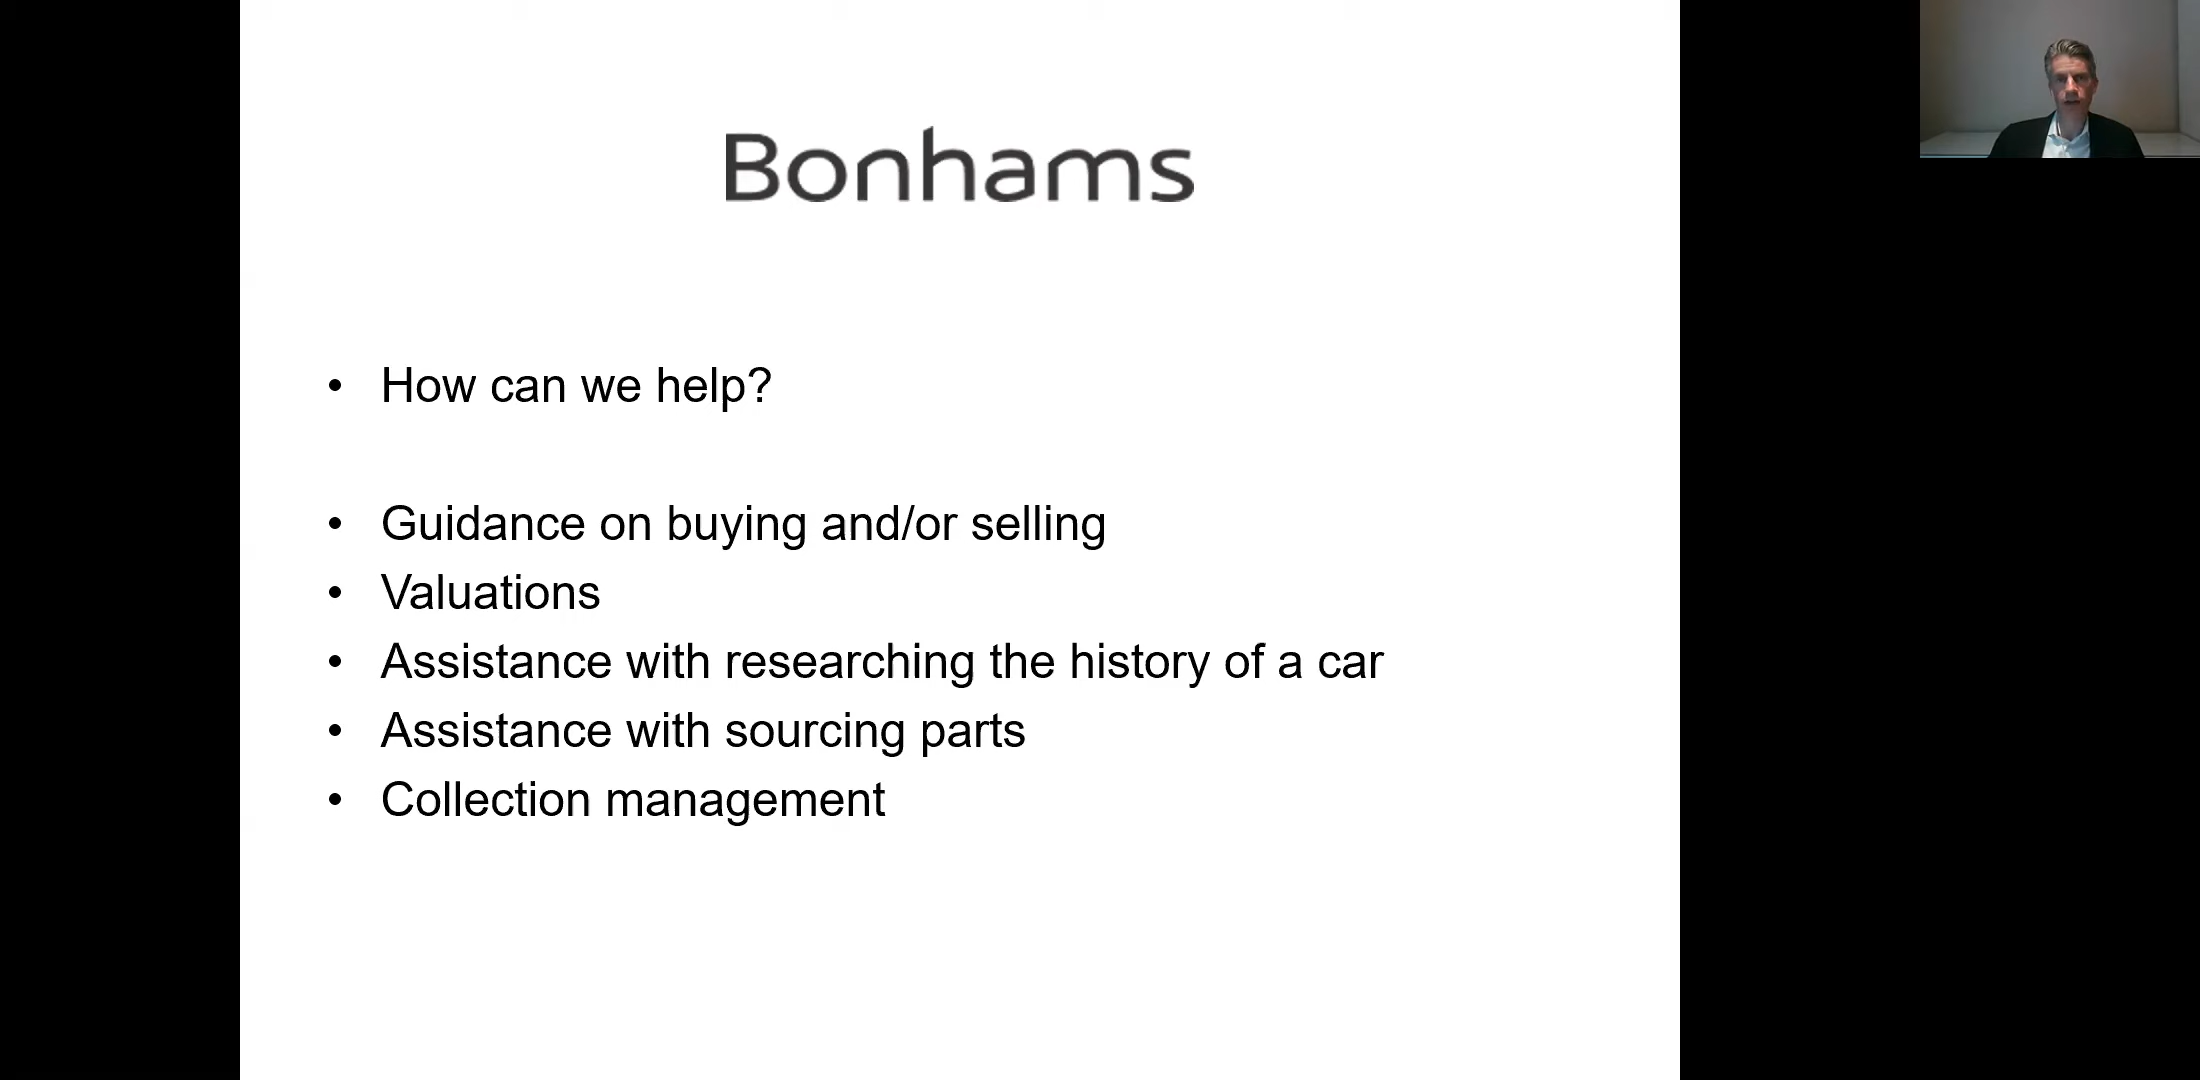 Bonhams
• How can we help?
• Guidance on buying and/or selling
• Valuations
• Assistance with researching the history of a car
• Assistance with sourcing parts
• Collection management